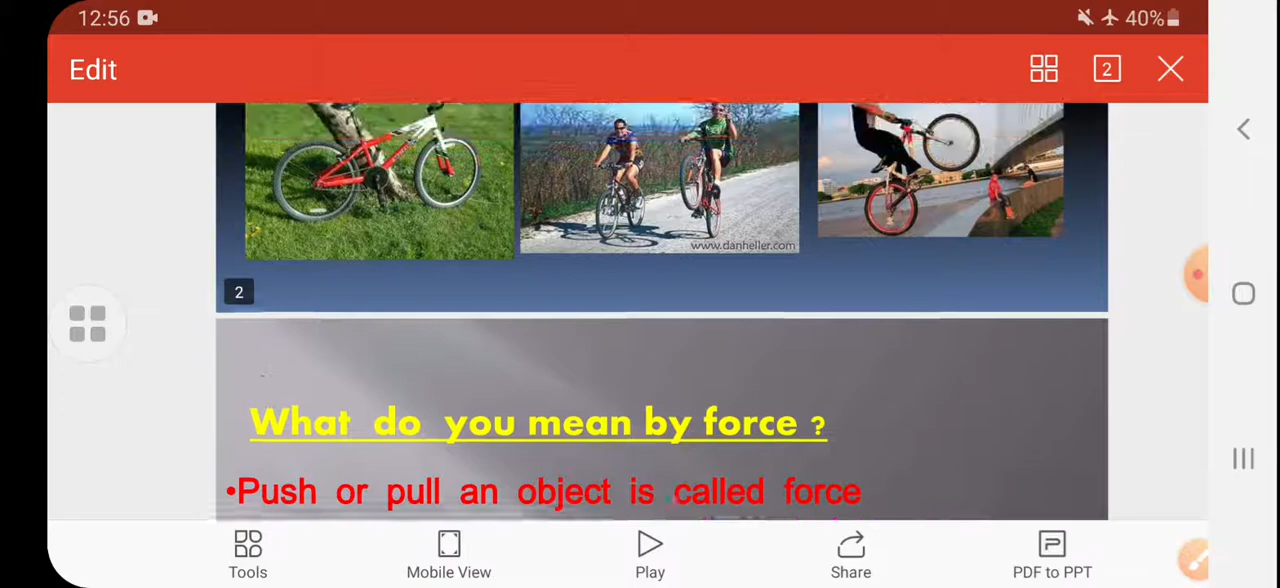 12:56 40%
Edit 2
www.danheller.com
2
What do you mean by force ?
•Push or pull an object is called force
Tools Mobile View Play Share PDF to PPT